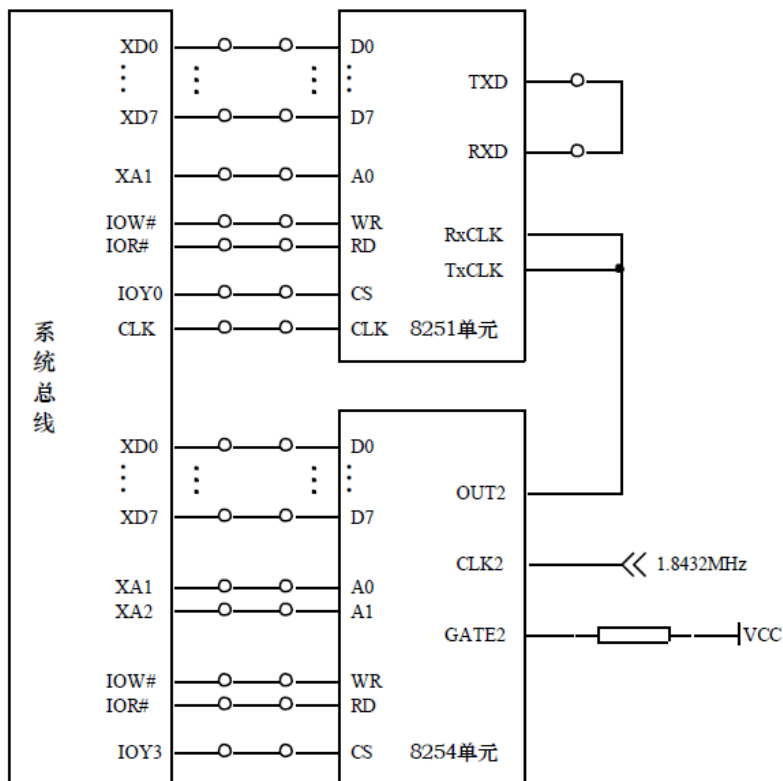 XD0 D0
⋮ ⋮ ⋮ ⋮
TXD
XD7 D7
RXD
XA1 A0
IOW# WR
RxCLK
IOR# RD
TxCLK
IOY0 CS
CLK CLK 8251单元
系统总线
XD0 D0
⋮ ⋮ ⋮ ⋮
OUT2
XD7 D7
CLK2 1.8432MHz
XA1 A0
XA2 A1
GATE2 VCC
IOW# WR
IOR# RD
IOY3 CS 8254单元